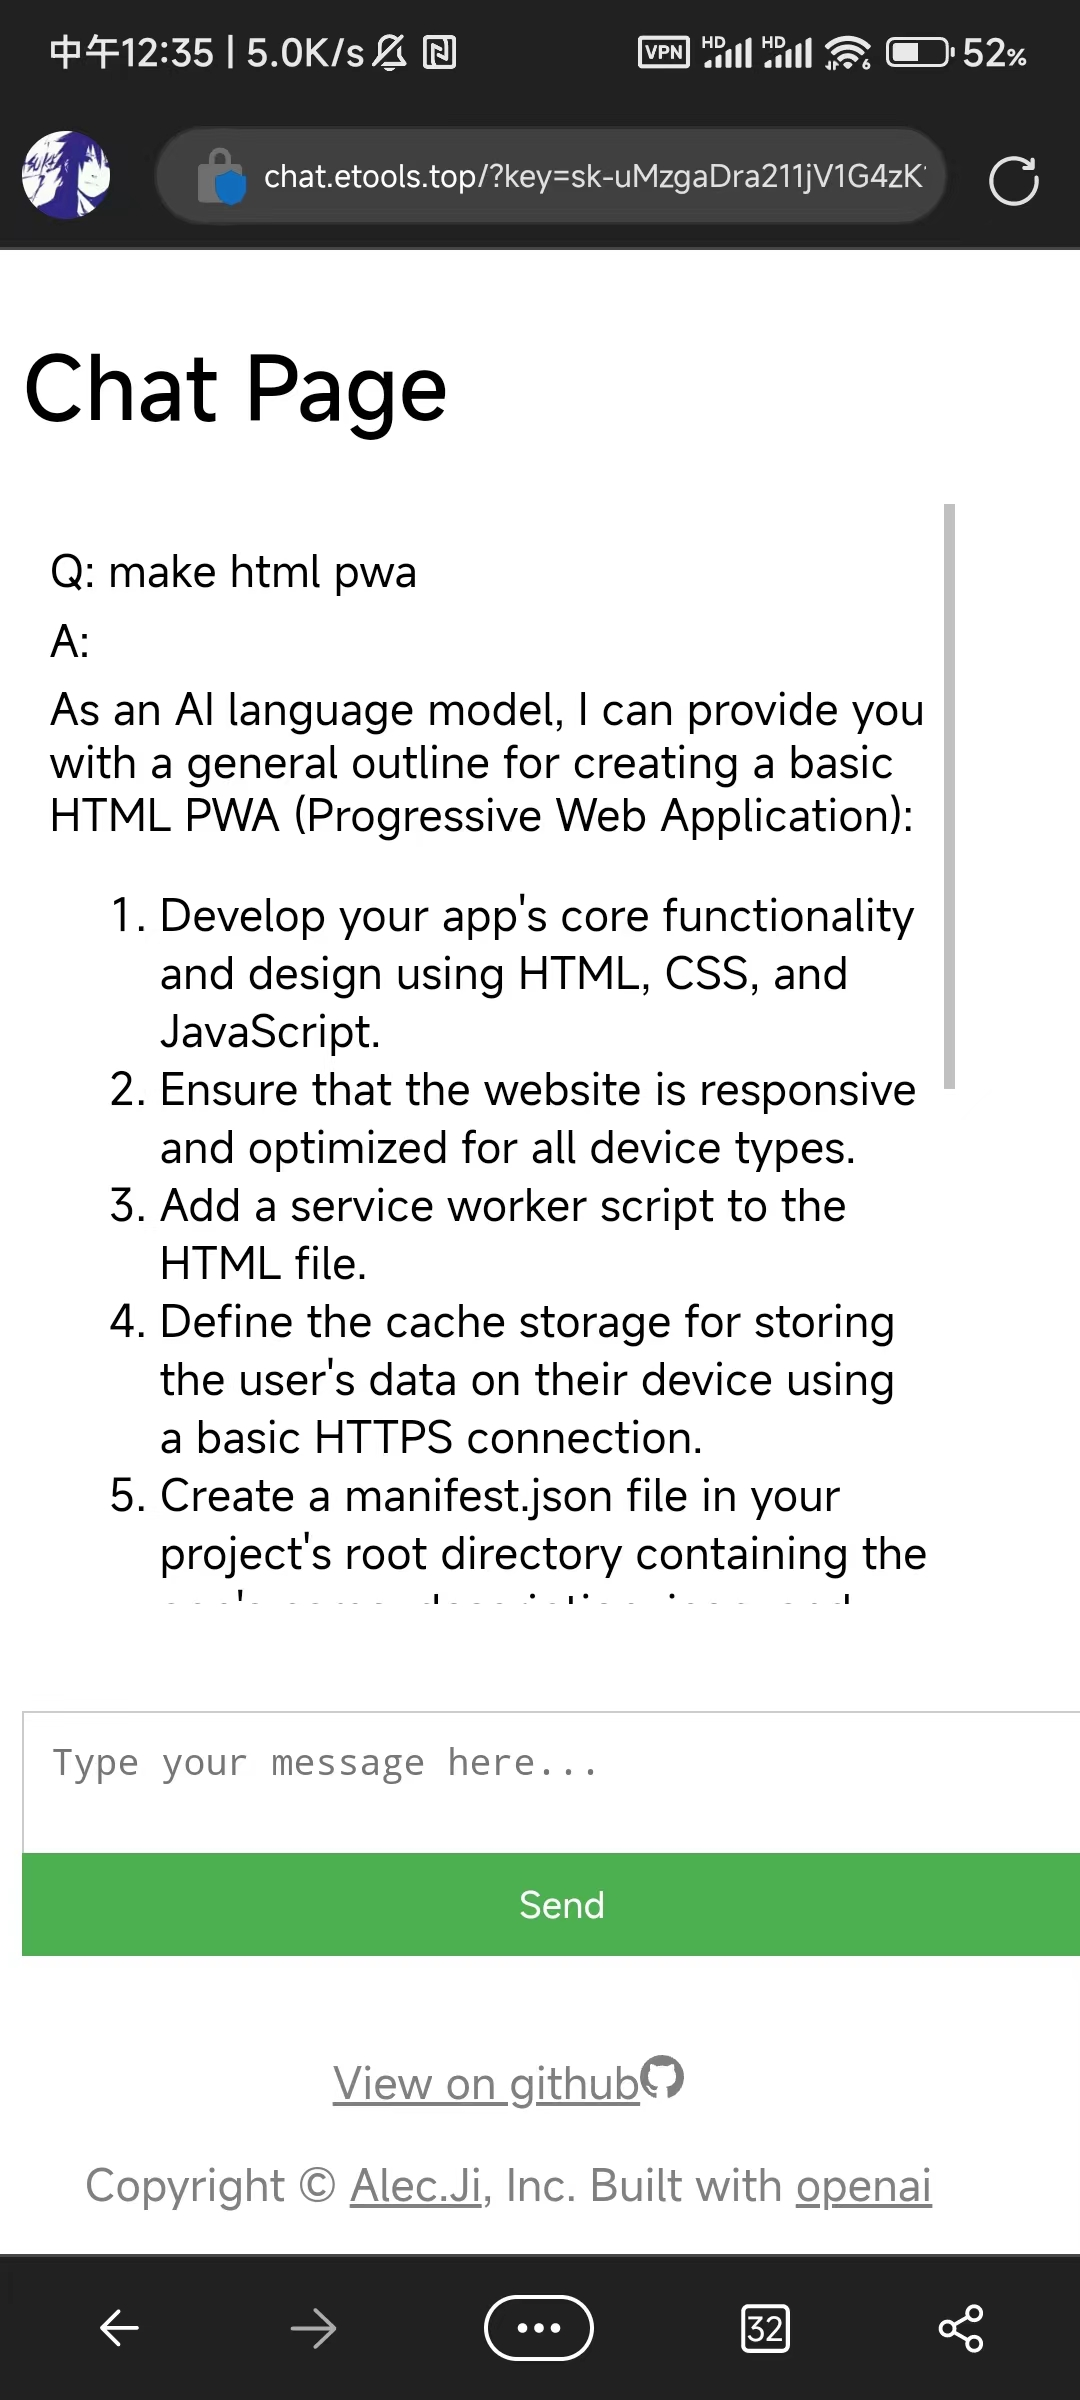 中午12:35 | 5.0K/s
VPN HD HD 6 52%
chat.etools.top/?key=sk-uMzgaDra211jV1G4zK
Chat Page
Q: make html pwa
A:
As an AI language model, I can provide you
with a general outline for creating a basic
HTML PWA (Progressive Web Application):
1. Develop your app's core functionality
and design using HTML, CSS, and
JavaScript.
2. Ensure that the website is responsive
and optimized for all device types.
3. Add a service worker script to the
HTML file.
4. Define the cache storage for storing
the user's data on their device using
a basic HTTPS connection.
5. Create a manifest.json file in your
project's root directory containing the
Type your message here...
Send
View on github
Copyright © Alec.Ji, Inc. Built with openai
32